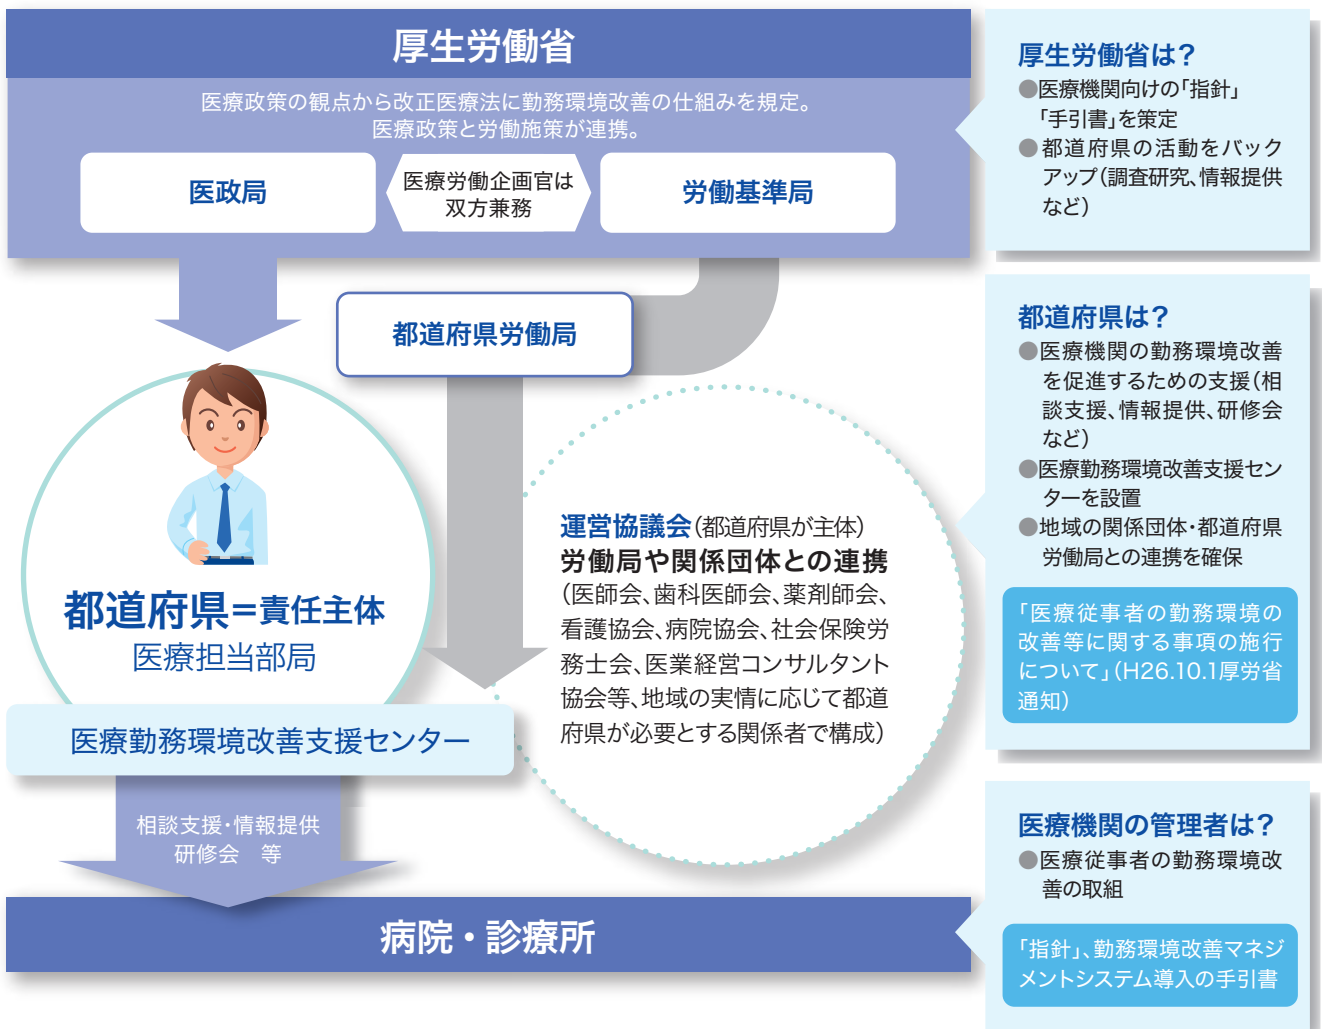 厚生労働省
医療政策の観点から改正医療法に勤務環境改善の仕組みを規定。
医療政策と労働施策が連携。
医政局
医療労働企画官は
双方兼務
労働基準局
都道府県労働局
都道府県=責任主体
医療担当部局
医療勤務環境改善支援センター
運営協議会(都道府県が主体)
労働局や関係団体との連携
(医師会、歯科医師会、薬剤師会、
看護協会、病院協会、社会保険労
務士会、医業経営コンサルタント
協会等、地域の実情に応じて都道
府県が必要とする関係者で構成)
相談支援・情報提供
研修会　等
病院・診療所
厚生労働省は?
●医療機関向けの「指針」
「手引書」を策定
●都道府県の活動をバック
アップ(調査研究、情報提供
など)
都道府県は?
●医療機関の勤務環境改善
を促進するための支援(相
談支援、情報提供、研修会
など)
●医療勤務環境改善支援セン
ターを設置
●地域の関係団体・都道府県
労働局との連携を確保
「医療従事者の勤務環境の
改善等に関する事項の施行
について」(H26.10.1厚労省
通知)
医療機関の管理者は?
●医療従事者の勤務環境改
善の取組
「指針」、勤務環境改善マネジ
メントシステム導入の手引書